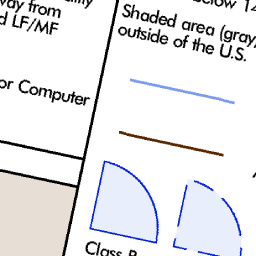 way from
LF/MF
or Computer
Shaded area (gray
outside of the U.S.
Class